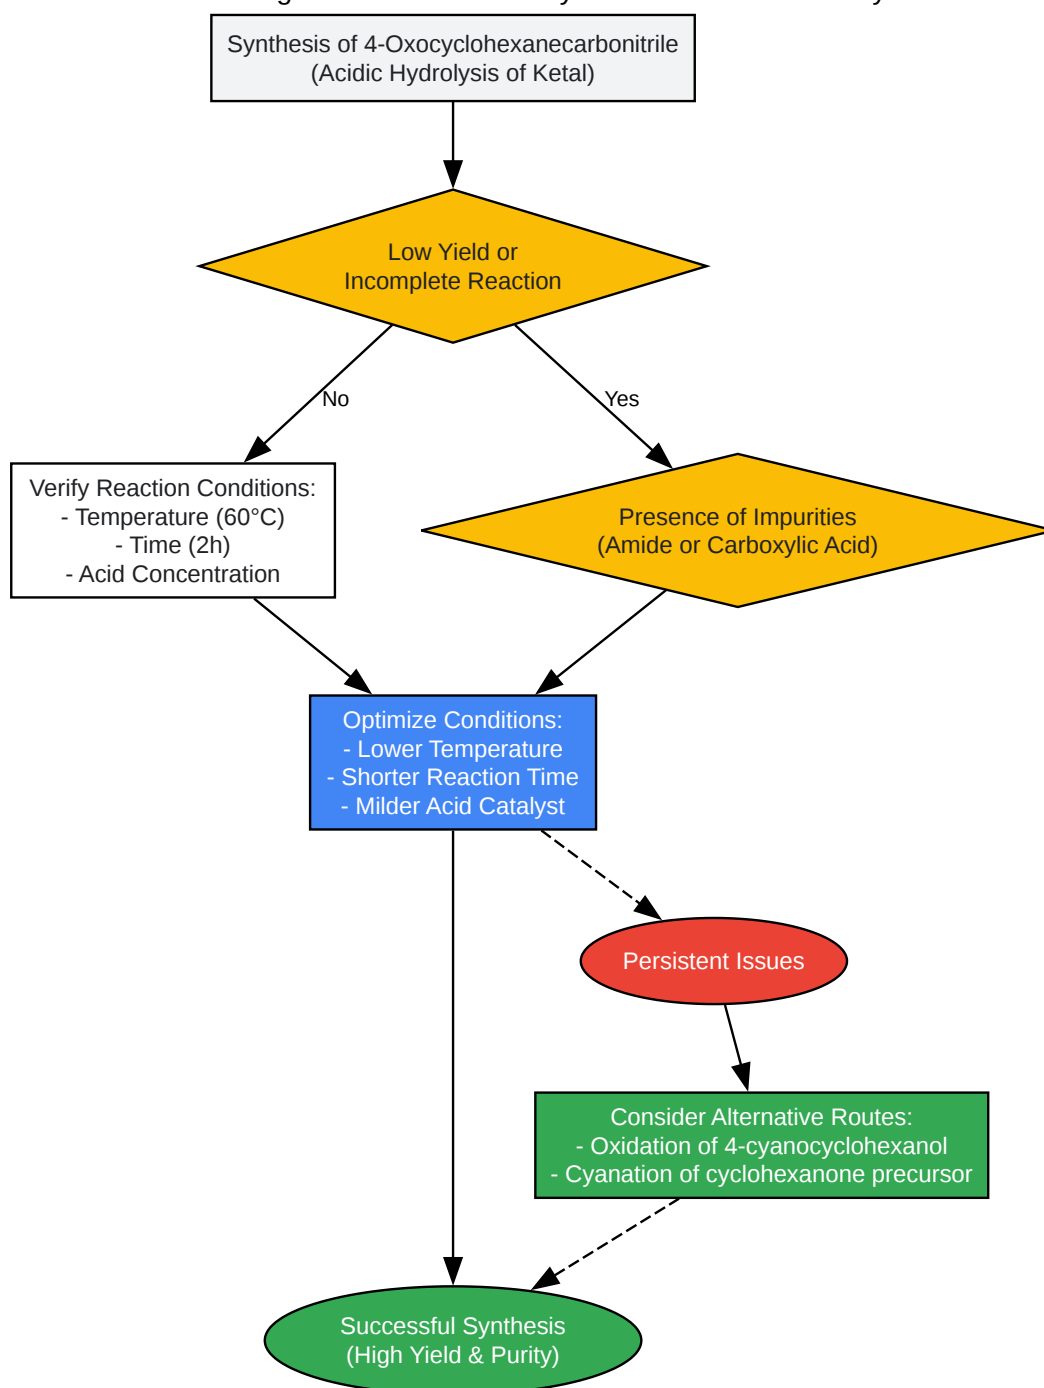 Synthesis of 4-Oxocyclohexanecarbonitrile
(Acidic Hydrolysis of Ketal)
Low Yield or
Incomplete Reaction
No
Yes
Verify Reaction Conditions:
- Temperature (60°C)
- Time (2h)
- Acid Concentration
Presence of Impurities
(Amide or Carboxylic Acid)
Optimize Conditions:
- Lower Temperature
- Shorter Reaction Time
- Milder Acid Catalyst
Persistent Issues
Consider Alternative Routes:
- Oxidation of 4-cyanocyclohexanol
- Cyanation of cyclohexanone precursor
Successful Synthesis
(High Yield & Purity)